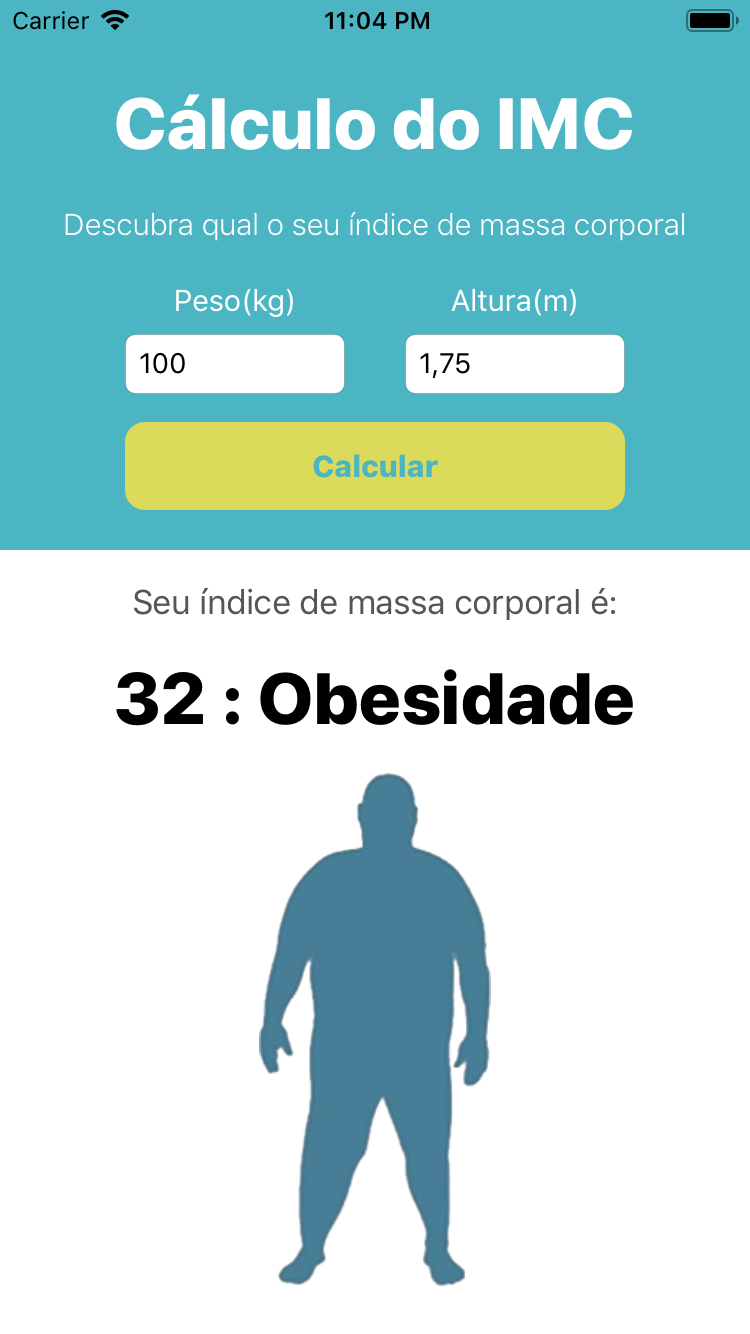 Carrier 11:04 PM
Cálculo do IMC
Descubra qual o seu índice de massa corporal
Peso(kg) Altura(m)
100 1,75
Calcular
Seu índice de massa corporal é:
32 : Obesidade